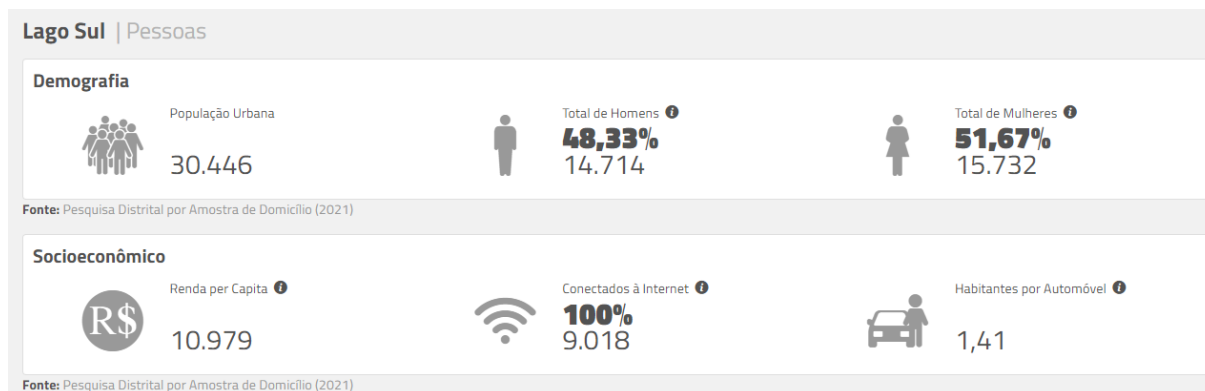 Lago Sul | Pessoas
Demografia
População Urbana
30.446
Total de Homens i
48,33%
14.714
Total de Mulheres i
51,67%
15.732
Fonte: Pesquisa Distrital por Amostra de Domicílio (2021)
Socioeconômico
R$
Renda per Capita i
10.979
Conectados à Internet i
100%
9.018
Habitantes por Automóvel i
1,41
Fonte: Pesquisa Distrital por Amostra de Domicílio (2021)